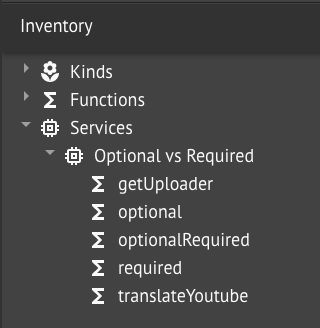 Inventory
Kinds
Functions
Services
Optional vs Required
getUploader
optional
optionalRequired
required
translateYoutube